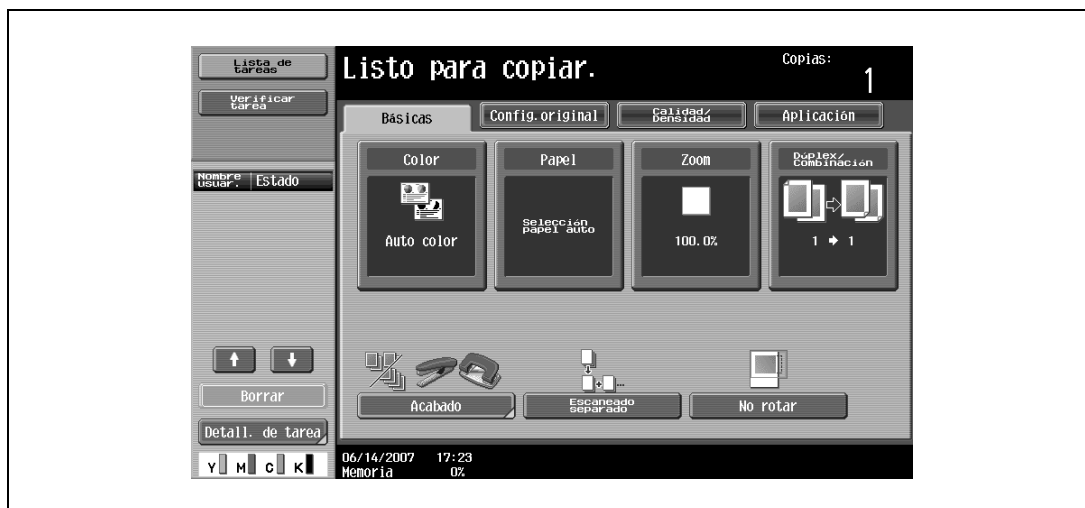 Lista de
tareas
Verificar
tarea
Nombre
usuar.
Estado
Borrar
Detall. de tarea
Y M C K
Listo para copiar.
Copias:
1
Básicas
Config.original
Calidad/
Densidad
Aplicación
Color
Auto color
Papel
Selección
papel auto
Zoom
100.0%
Dúplex/
Combinación
1 → 1
Acabado
Escaneado
separado
No rotar
06/14/2007 17:23
Memoria 0%